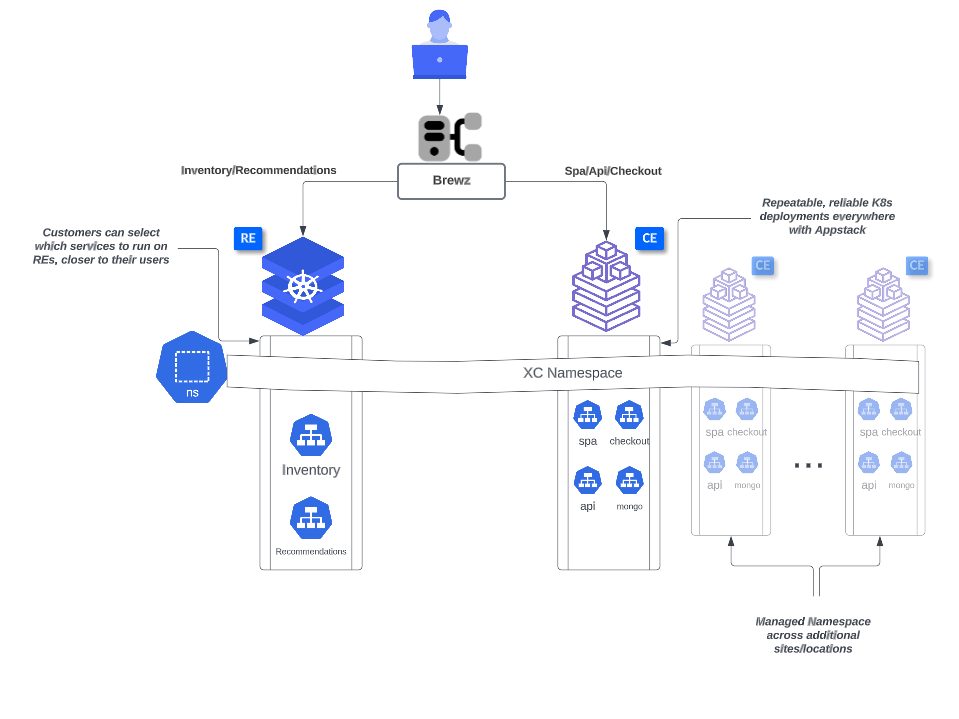 Inventory/Recommendations
Brewz
Spa/Api/Checkout
Customers can select
which services to run on
REs, closer to their users
RE
CE
Repeatable, reliable K8s
deployments everywhere
with Appstack
CE
CE
ns
XC Namespace
Inventory
Recommendations
spa
checkout
api
mongo
spa
checkout
api
mongo
...
spa
checkout
api
mongo
Managed Namespace
across additional
sites/locations